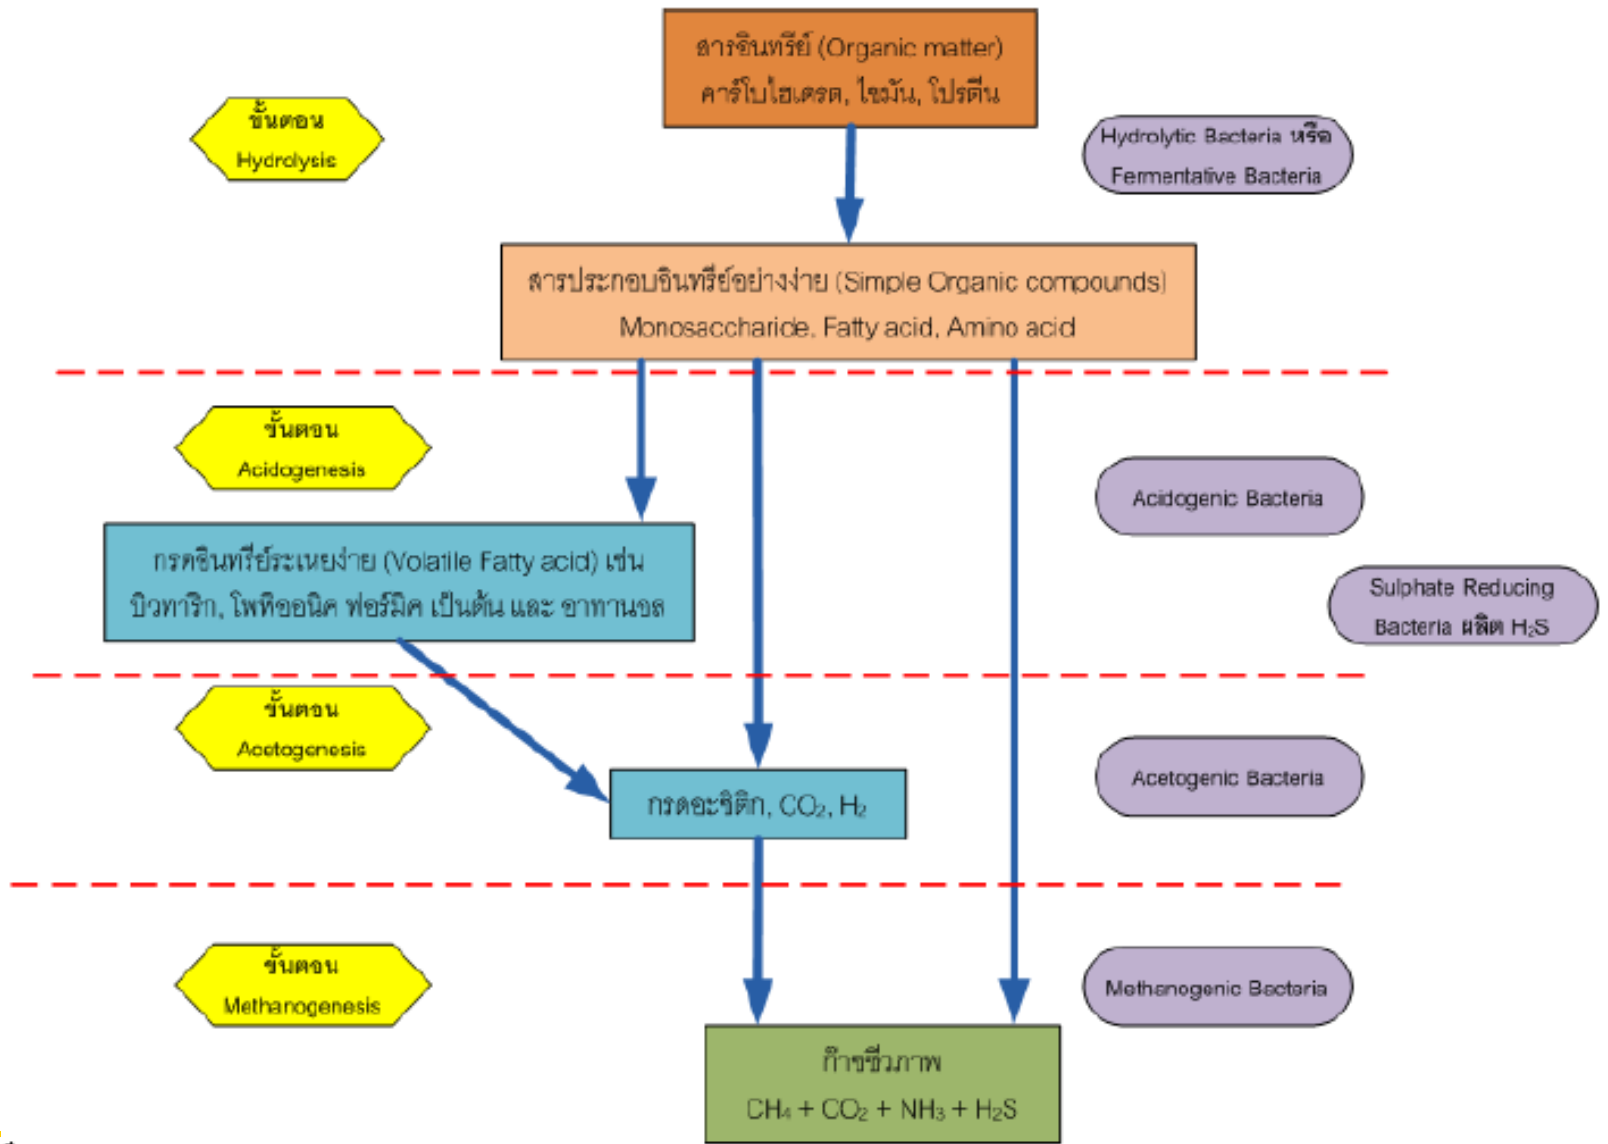 สารอินทรีย์ (Organic matter)
คาร์โบไฮเดรต, ไขมัน, โปรตีน
ขั้นตอน
Hydrolysis
Hydrolytic Bacteria หรือ
Fermentative Bacteria
สารประกอบอินทรีย์อย่างง่าย (Simple Organic compounds)
Monosaccharide, Fatty acid, Amino acid
ขั้นตอน
Acidogenesis
Acidogenic Bacteria
กรดอินทรีย์ระเหยง่าย (Volatile Fatty acid) เช่น
บิวทาริก, โพทิออนิค ฟอร์มิค เป็นต้น และ อาทานอล
Sulphate Reducing
Bacteria ผลิต H₂S
ขั้นตอน
Acetogenesis
Acetogenic Bacteria
กรดอะซิติก, CO₂, H₂
ขั้นตอน
Methanogenesis
Methanogenic Bacteria
ก๊าซชีวภาพ
CH₄ + CO₂ + NH₃ + H₂S